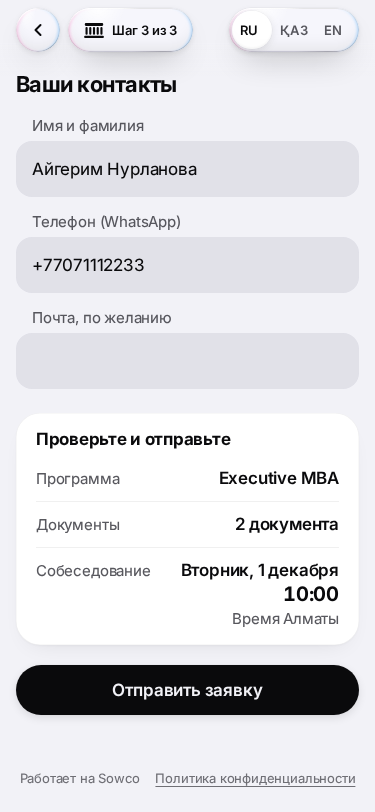 Шаг 3 из 3
RU ҚАЗ EN
Ваши контакты
Имя и фамилия
Айгерим Нурланова
Телефон (WhatsApp)
+77071112233
Почта, по желанию
Проверьте и отправьте
Программа Executive MBA
Документы 2 документа
Собеседование Вторник, 1 декабря
10:00
Время Алматы
Отправить заявку
Работает на Sowco Политика конфиденциальности